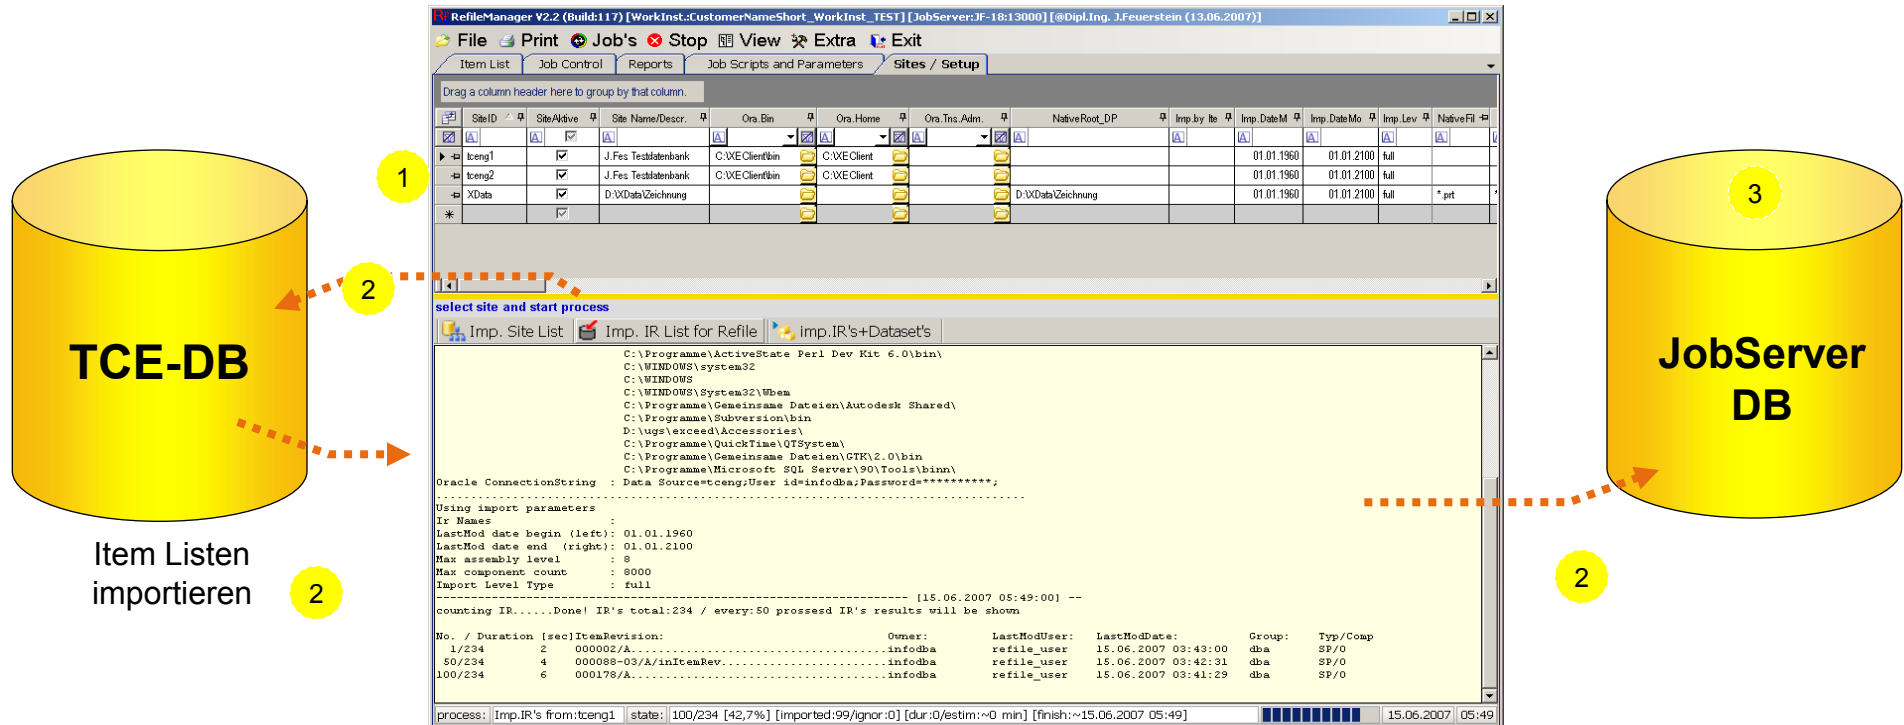 RefileManager V2.2 (Build:117) [WorkInst.:CustomerNameShort_WorkInst_TEST] [JobServer:JF-18:13000] [@Dipl.Ing. J.Feuerstein (13.06.2007)]
File Print Job's Stop View Extra Exit
Item List Job Control Reports Job Scripts and Parameters Sites / Setup
Drag a column header here to group by that column.
SiteID SiteAktive Site Name/Descr. Ora.Bin Ora.Home Ora.Tns.Adm. NativeRoot_DP Imp.by Ite Imp.DateM Imp.DateMo Imp.Lev NativeFil
tceng1 J.Fes Testdatenbank C:\XEClient\bin C:\XEClient 01.01.1960 01.01.2100 full
tceng2 J.Fes Testdatenbank C:\XEClient\bin C:\XEClient 01.01.1960 01.01.2100 full
XData D:\XData\Zeichnung D:\XData\Zeichnung 01.01.1960 01.01.2100 full *.prt
1
3
2
select site and start process
Imp. Site List Imp. IR List for Refile imp.IR's+Dataset's
TCE-DB
JobServer
DB
C:\Programme\ActiveState Perl Dev Kit 6.0\bin\
C:\WINDOWS\system32
C:\WINDOWS
C:\WINDOWS\System32\Wbem
C:\Programme\Gemeinsame Dateien\Autodesk Shared\
C:\Programme\Subversion\bin
D:\ugs\exceed\Accessories\
C:\Programme\QuickTime\QTSystem\
C:\Programme\Gemeinsame Dateien\GTK\2.0\bin
C:\Programme\Microsoft SQL Server\90\Tools\binn\
Oracle ConnectionString : Data Source=tceng;User id=infodba;Password=**********;
Using import parameters
Ir Names :
LastMod date begin (left): 01.01.1960
LastMod date end (right): 01.01.2100
Max assembly level : 8
Max component count : 8000
Import Level Type : full
--------------------------------------------------------- [15.06.2007 05:49:00] --
counting IR......Done! IR's total:234 / every:50 prossesd IR's results will be shown
No. / Duration [sec]ItemRevision: Owner: LastModUser: LastModDate: Group: Typ/Comp
1/234 2 000002/A...............................infodba refile_user 15.06.2007 03:43:00 dba SP/0
50/234 4 000088-03/A/inItemRev....................infodba refile_user 15.06.2007 03:42:31 dba SP/0
100/234 6 000178/A...............................infodba refile_user 15.06.2007 03:41:29 dba SP/0
process: Imp.IR's from:tceng1 state: 100/234 [42,7%] [imported:99/ignor:0] [dur:0/estim:~0 min] [finish:~15.06.2007 05:49] 15.06.2007 05:49
Item Listen
importieren
2
2